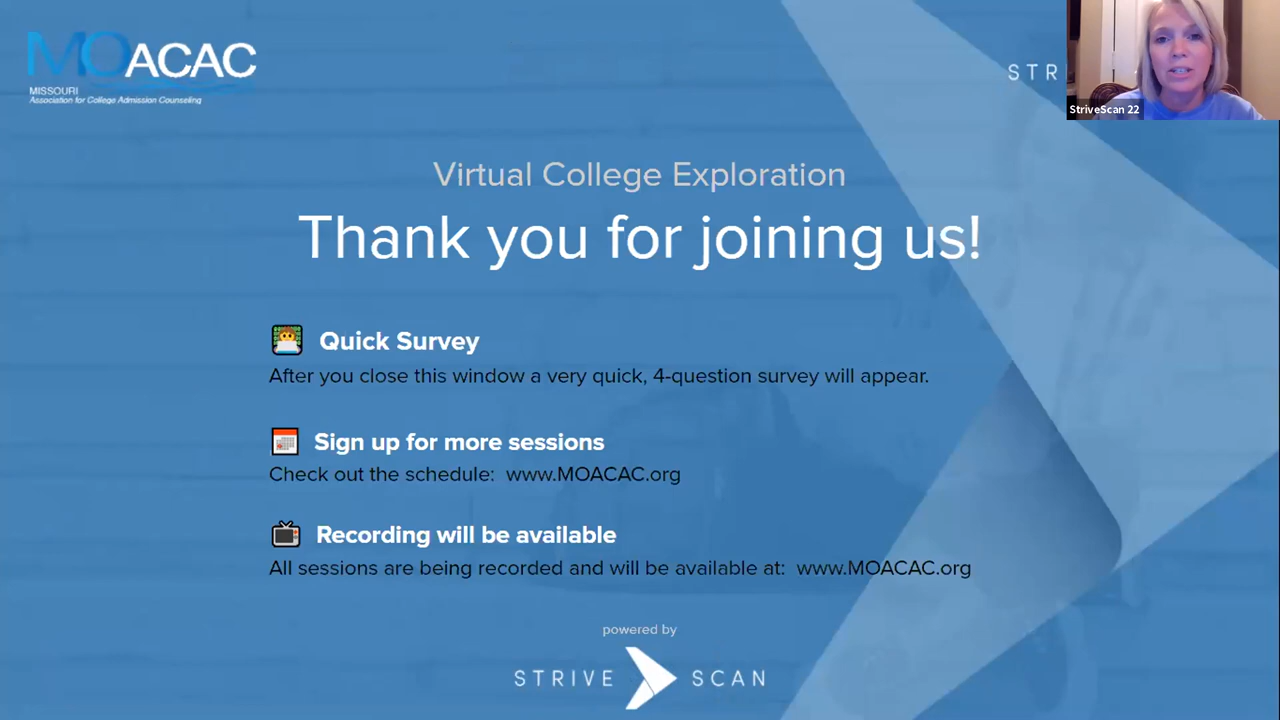 MOACAC
MISSOURI
Association for College Admission Counseling
STR
StriveScan 22
Virtual College Exploration
Thank you for joining us!
Quick Survey
After you close this window a very quick, 4-question survey will appear.
Sign up for more sessions
Check out the schedule: www.MOACAC.org
Recording will be available
All sessions are being recorded and will be available at: www.MOACAC.org
powered by
STRIVE SCAN